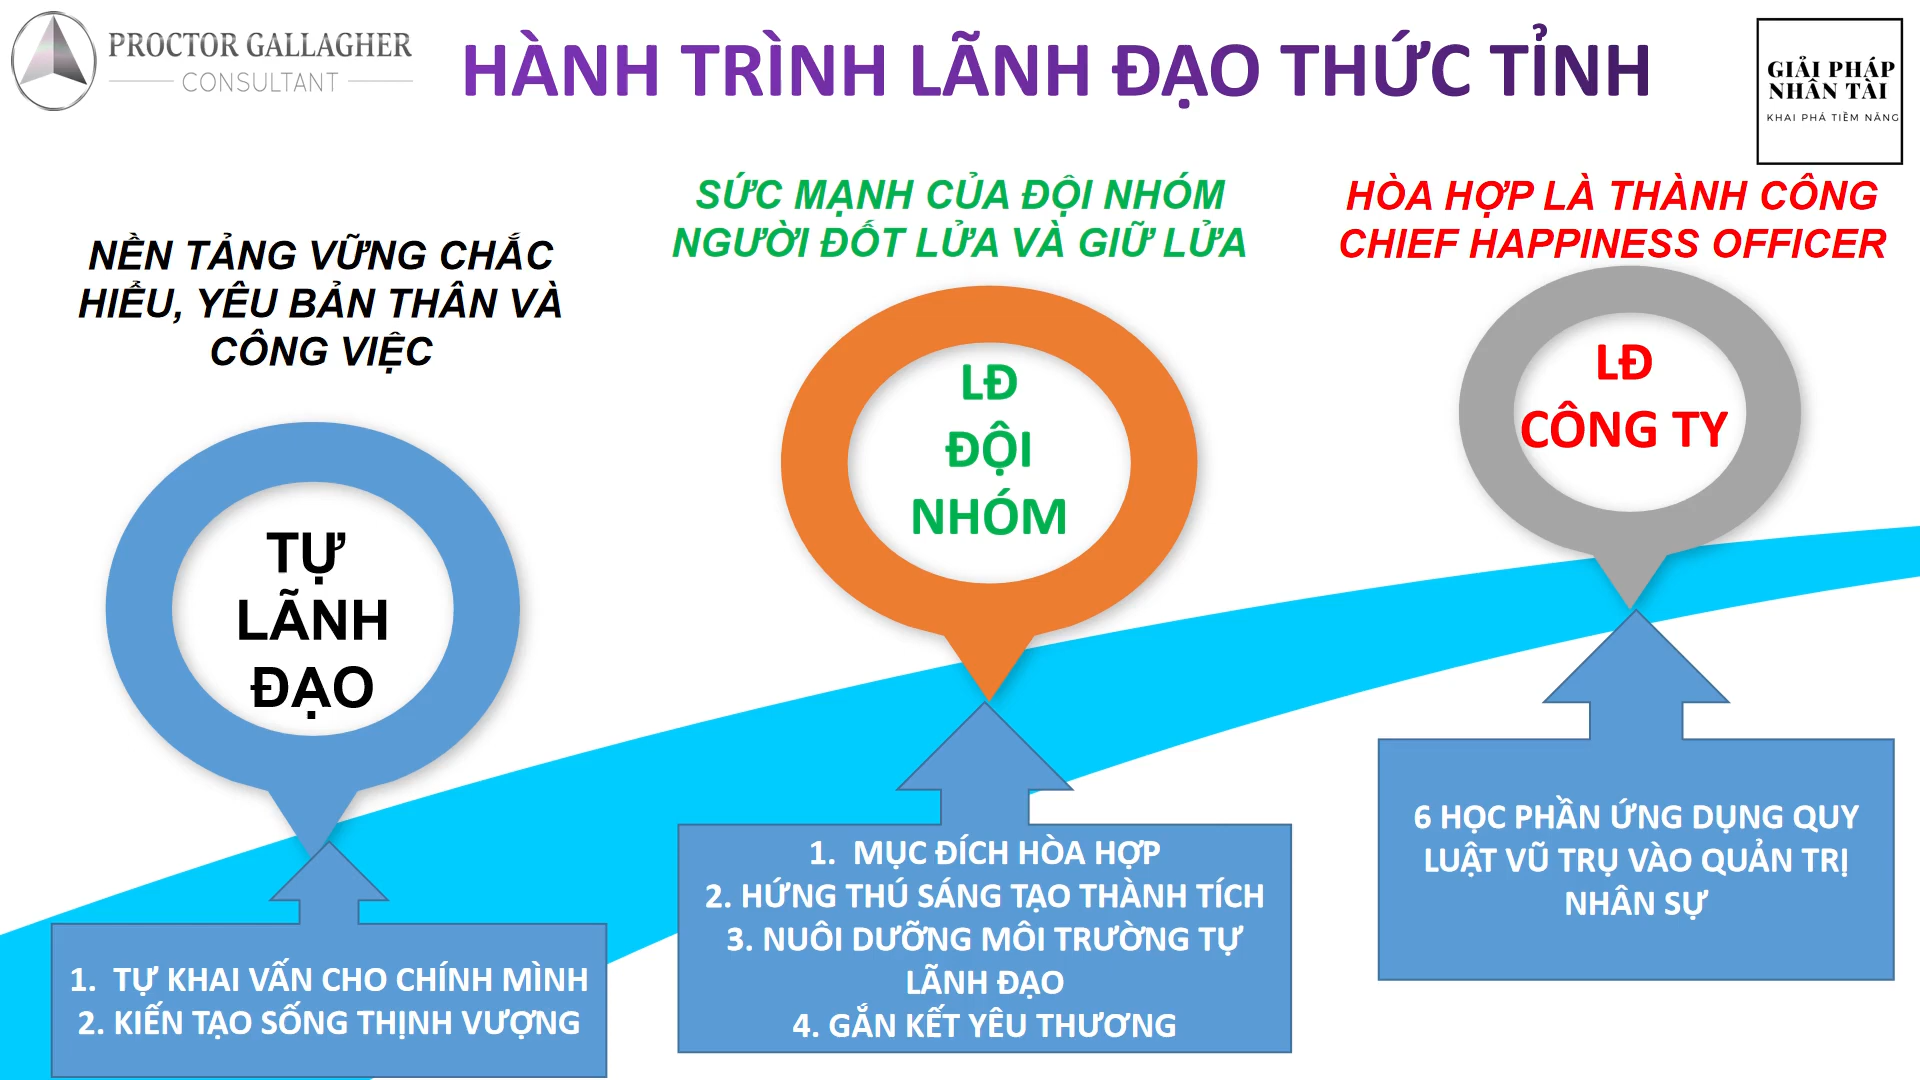 PROCTOR GALLAGHER
CONSULTANT
HÀNH TRÌNH LÃNH ĐẠO THỨC TỈNH
GIẢI PHÁP
NHÂN TÀI
KHAI PHÁ TIỀM NĂNG
NỀN TẢNG VỮNG CHẮC
HIỂU, YÊU BẢN THÂN VÀ
CÔNG VIỆC
SỨC MẠNH CỦA ĐỘI NHÓM
NGƯỜI ĐỐT LỬA VÀ GIỮ LỬA
HÒA HỢP LÀ THÀNH CÔNG
CHIEF HAPPINESS OFFICER
TỰ
LÃNH
ĐẠO
LĐ
ĐỘI
NHÓM
LĐ
CÔNG TY
1. TỰ KHAI VẤN CHO CHÍNH MÌNH
2. KIẾN TẠO SỐNG THỊNH VƯỢNG
1. MỤC ĐÍCH HÒA HỢP
2. HỨNG THÚ SÁNG TẠO THÀNH TÍCH
3. NUÔI DƯỠNG MÔI TRƯỜNG TỰ
LÃNH ĐẠO
4. GẮN KẾT YÊU THƯƠNG
6 HỌC PHẦN ỨNG DỤNG QUY
LUẬT VŨ TRỤ VÀO QUẢN TRỊ
NHÂN SỰ